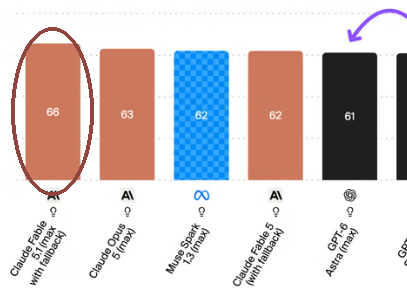 66
63
62
62
61
Claude Fable
5.1 (max
with fallback)
Claude Opus
5 (max)
Muse Spark
1.3 (max)
Claude Fable 5
(with fallback)
GPT-6
Astra (max)
GPT